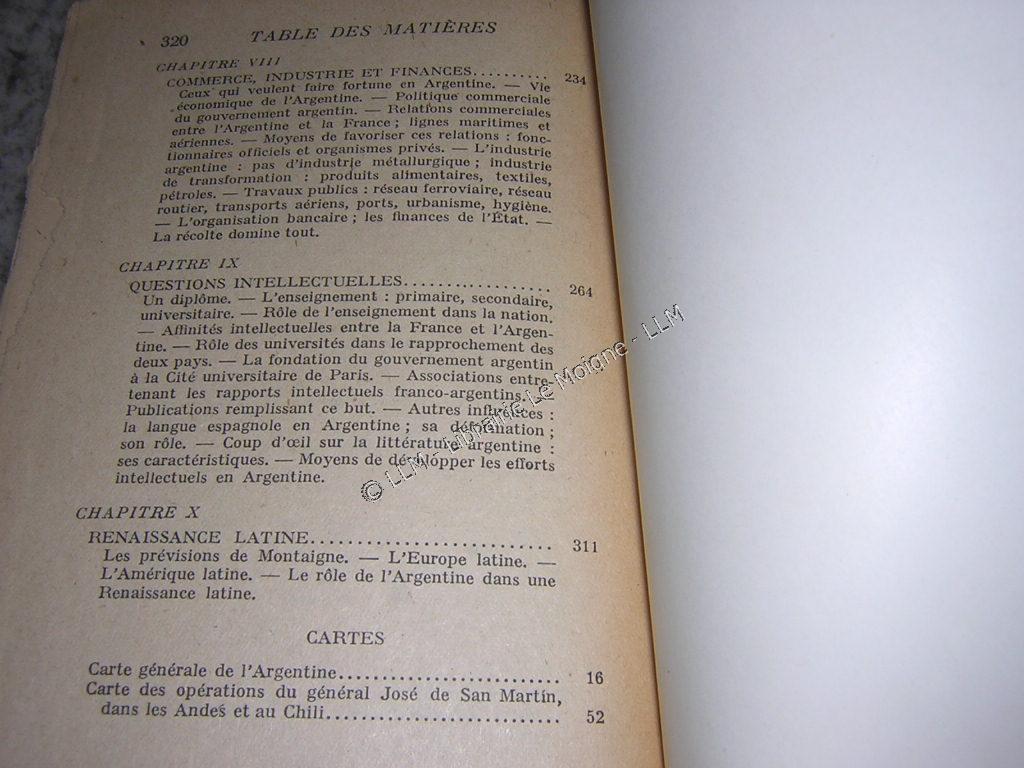 320 TABLE DES MATIÈRES
CHAPITRE VIII
COMMERCE, INDUSTRIE ET FINANCES.......... 234
Ceux qui veulent faire fortune en Argentine. — Vie
économique de l'Argentine. — Politique commerciale
du gouvernement argentin. — Relations commerciales
entre l'Argentine et la France ; lignes maritimes et
aériennes. — Moyens de favoriser ces relations : fonc-
tionnaires officiels et organismes privés. — L'industrie
argentine : pas d'industrie métallurgique ; industrie
de transformation : produits alimentaires, textiles,
pétroles. — Travaux publics : réseau ferroviaire, réseau
routier, transports aériens, ports, urbanisme, hygiène.
— L'organisation bancaire ; les finances de l'État. —
La récolte domine tout.
CHAPITRE IX
QUESTIONS INTELLECTUELLES................. 264
Un diplôme. — L'enseignement : primaire, secondaire,
universitaire. — Rôle de l'enseignement dans la nation.
— Affinités intellectuelles entre la France et l'Argen-
tine. — Rôle des universités dans le rapprochement des
deux pays. — La fondation du gouvernement argentin
à la Cité universitaire de Paris. — Associations entre-
tenant les rapports intellectuels franco-argentins. —
Publications remplissant ce but. — Autres influences :
la langue espagnole en Argentine ; sa déformation ;
son rôle. — Coup d'œil sur la littérature argentine :
ses caractéristiques. — Moyens de développer les efforts
intellectuels en Argentine.
CHAPITRE X
RENAISSANCE LATINE.......................... 311
Les prévisions de Montaigne. — L'Europe latine. —
L'Amérique latine. — Le rôle de l'Argentine dans une
Renaissance latine.
CARTES
Carte générale de l'Argentine....................... 16
Carte des opérations du général José de San Martín,
dans les Andes et au Chili......................... 52
© LLM - Librairie Le Moigne - LLM